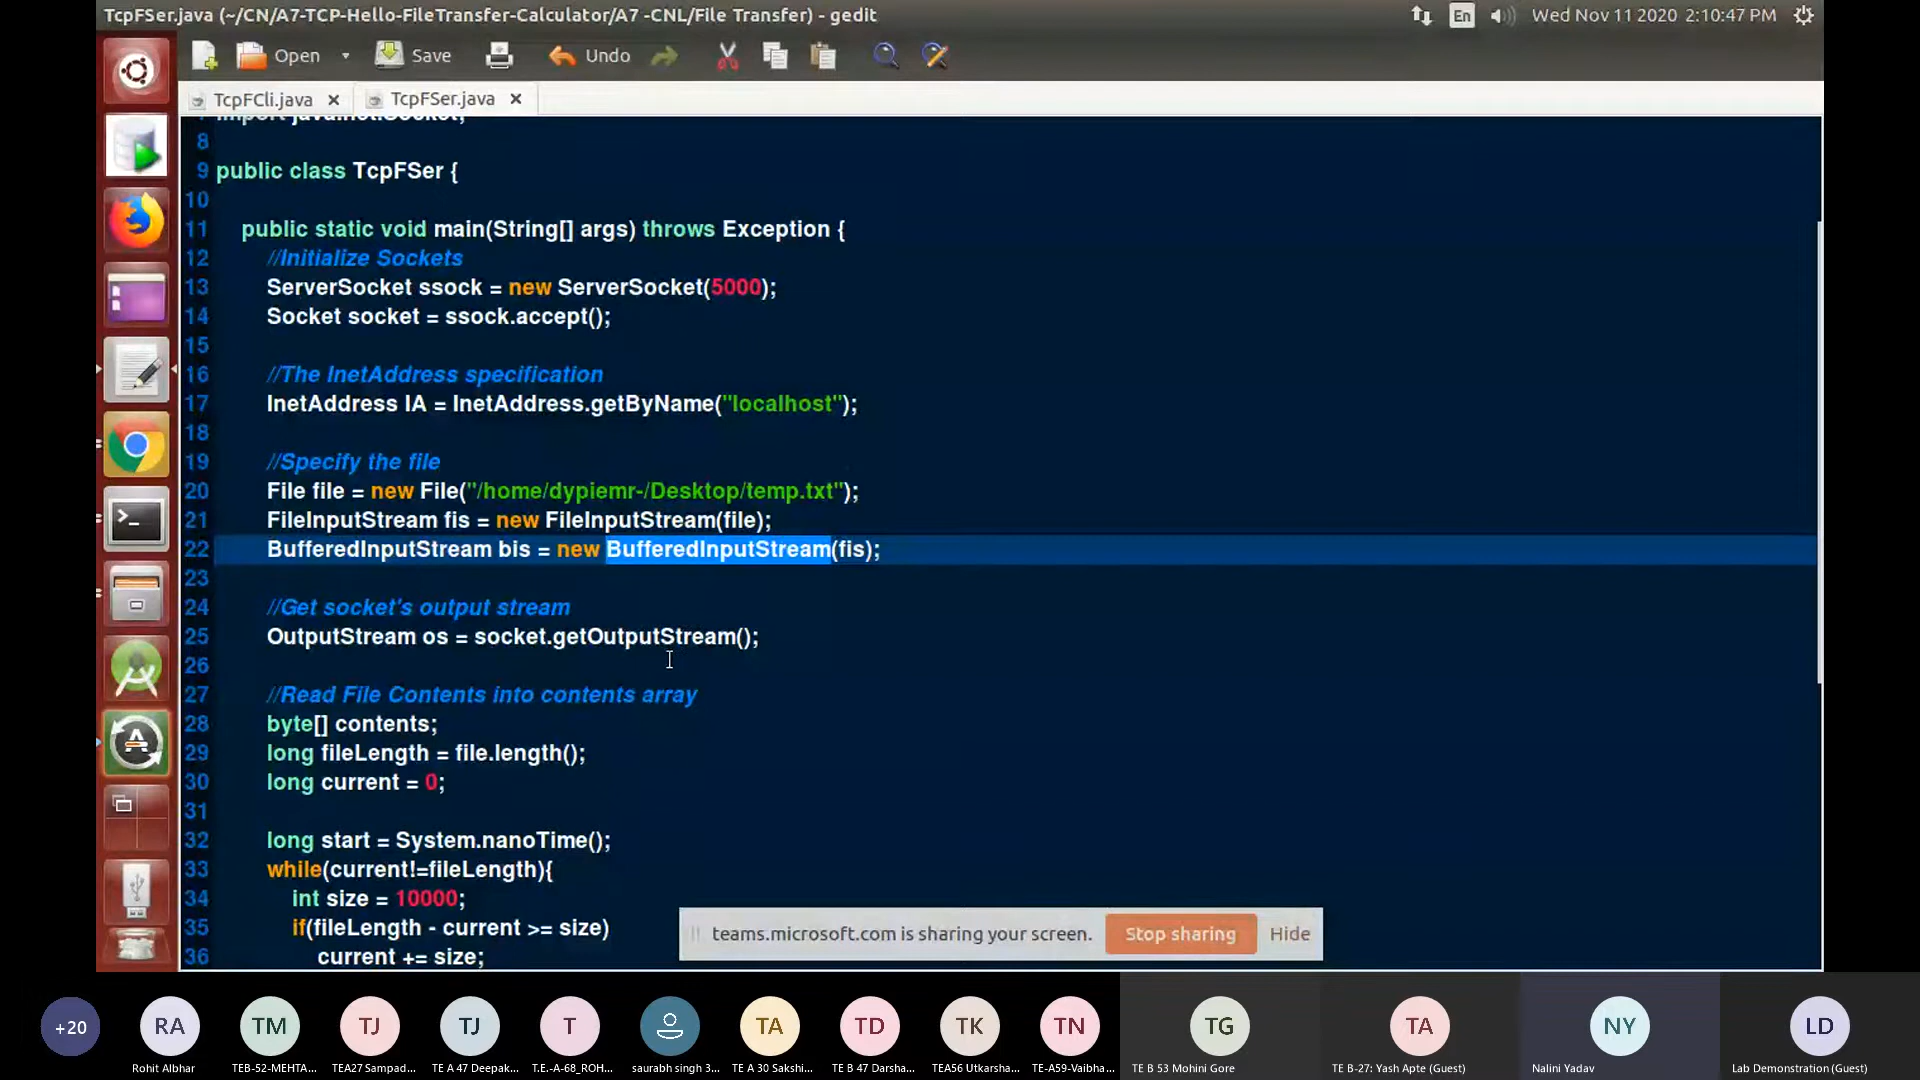 TcpFSer.java (~/CN/A7-TCP-Hello-FileTransfer-Calculator/A7 -CNL/File Transfer) - gedit
En
Wed Nov 11 2020 2:10:47 PM
Open
Save
Undo
TcpFCli.java
TcpFSer.java
7 import java.net.Socket;
8
9 public class TcpFSer {
10
11 public static void main(String[] args) throws Exception {
12 //Initialize Sockets
13 ServerSocket ssock = new ServerSocket(5000);
14 Socket socket = ssock.accept();
15
16 //The InetAddress specification
17 InetAddress IA = InetAddress.getByName("localhost");
18
19 //Specify the file
20 File file = new File("/home/dypiemr-/Desktop/temp.txt");
21 FileInputStream fis = new FileInputStream(file);
22 BufferedInputStream bis = new BufferedInputStream(fis);
23
24 //Get socket's output stream
25 OutputStream os = socket.getOutputStream();
26
27 //Read File Contents into contents array
28 byte[] contents;
29 long fileLength = file.length();
30 long current = 0;
31
32 long start = System.nanoTime();
33 while(current!=fileLength){
34 int size = 10000;
35 if(fileLength - current >= size)
36 current += size;
teams.microsoft.com is sharing your screen.
Stop sharing
Hide
+20
RA
TM
TJ
TJ
T
TA
TD
TK
TN
TG
TA
NY
LD
Rohit Albhar
TEB-52-MEHTA...
TEA27 Sampad...
TE A 47 Deepak...
T.E.-A-68_ROH...
saurabh singh 3...
TE A 30 Sakshi...
TE B 47 Darsha...
TEA56 Utkarsha...
TE-A59-Vaibha...
TE B 53 Mohini Gore
TE B-27: Yash Apte (Guest)
Nalini Yadav
Lab Demonstration (Guest)